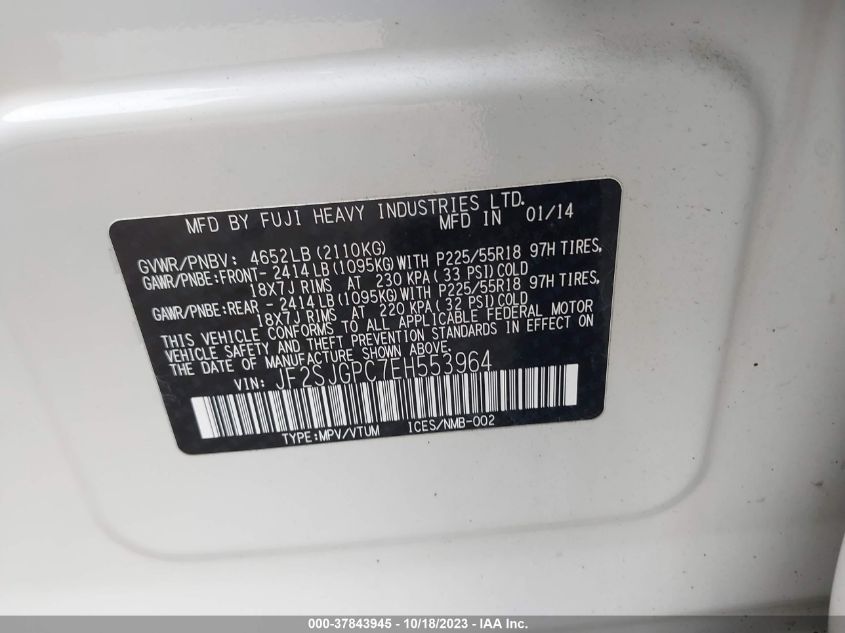 MFD BY FUJI HEAVY INDUSTRIES LTD.
MFD IN 01/14
GVWR/PNBV: 4652LB (2110KG)
GAWR/PNBE:FRONT- 2414LB (1095KG) WITH P225/55R18 97H TIRES,
18X7J RIMS AT 230 KPA (33 PSI) COLD
GAWR/PNBE:REAR - 2414LB (1095KG) WITH P225/55R18 97H TIRES,
18X7J RIMS AT 220 KPA (32 PSI) COLD
THIS VEHICLE CONFORMS TO ALL APPLICABLE FEDERAL MOTOR
VEHICLE SAFETY AND THEFT PREVENTION STANDARDS IN EFFECT ON
THE DATE OF MANUFACTURE SHOWN ABOVE.
VIN: JF2SJGPC7EH553964
TYPE:MPV/VTUM ICES/NMB-002
000-37843945 - 10/18/2023 - IAA Inc.